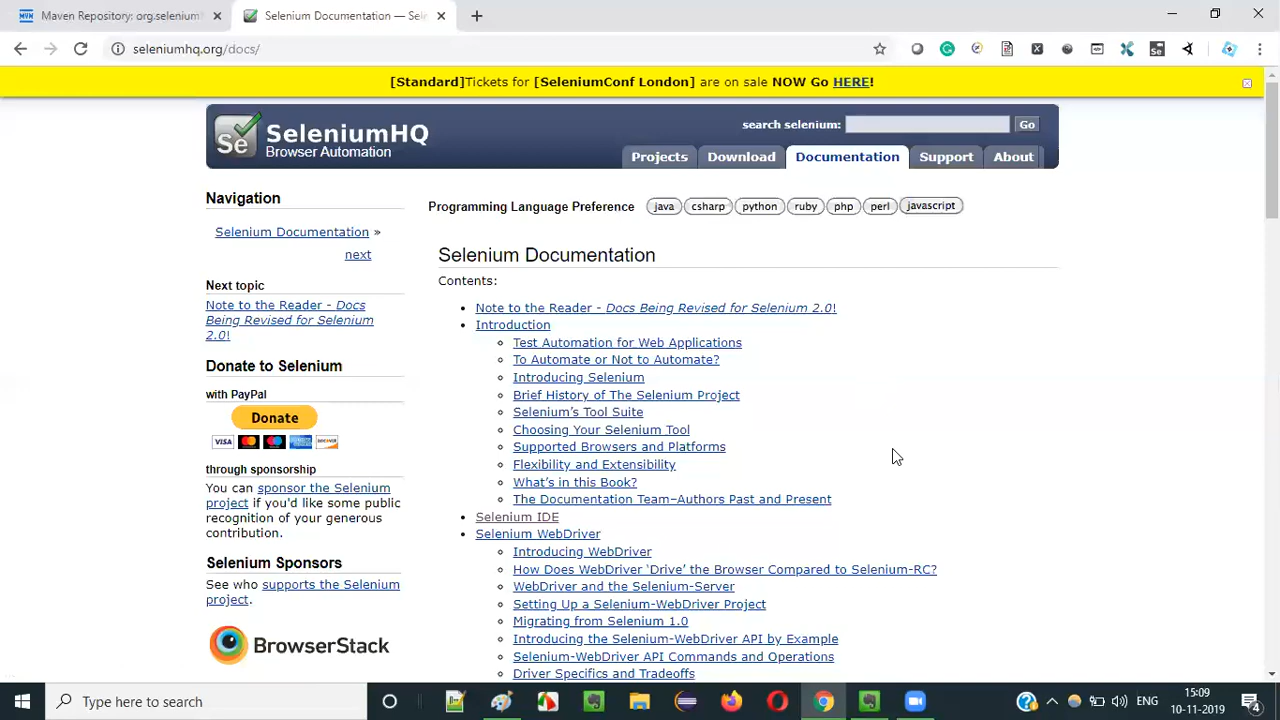 Maven Repository: org.selenium
Selenium Documentation — Sel
seleniumhq.org/docs/
[Standard]Tickets for [SeleniumConf London] are on sale NOW Go HERE!
Se
SeleniumHQ
Browser Automation
search selenium:
Go
Projects
Download
Documentation
Support
About
Navigation
Selenium Documentation »
next
Next topic
Note to the Reader - Docs
Being Revised for Selenium
2.0!
Donate to Selenium
with PayPal
Donate
VISA
DISCOVER
through sponsorship
You can sponsor the Selenium
project if you'd like some public
recognition of your generous
contribution.
Selenium Sponsors
See who supports the Selenium
project.
BrowserStack
Programming Language Preference java csharp python ruby php perl javascript
Selenium Documentation
Contents:
Note to the Reader - Docs Being Revised for Selenium 2.0!
Introduction
Test Automation for Web Applications
To Automate or Not to Automate?
Introducing Selenium
Brief History of The Selenium Project
Selenium's Tool Suite
Choosing Your Selenium Tool
Supported Browsers and Platforms
Flexibility and Extensibility
What's in this Book?
The Documentation Team–Authors Past and Present
Selenium IDE
Selenium WebDriver
Introducing WebDriver
How Does WebDriver 'Drive' the Browser Compared to Selenium-RC?
WebDriver and the Selenium-Server
Setting Up a Selenium-WebDriver Project
Migrating from Selenium 1.0
Introducing the Selenium-WebDriver API by Example
Selenium-WebDriver API Commands and Operations
Driver Specifics and Tradeoffs
Type here to search
ENG
15:09
10-11-2019
4